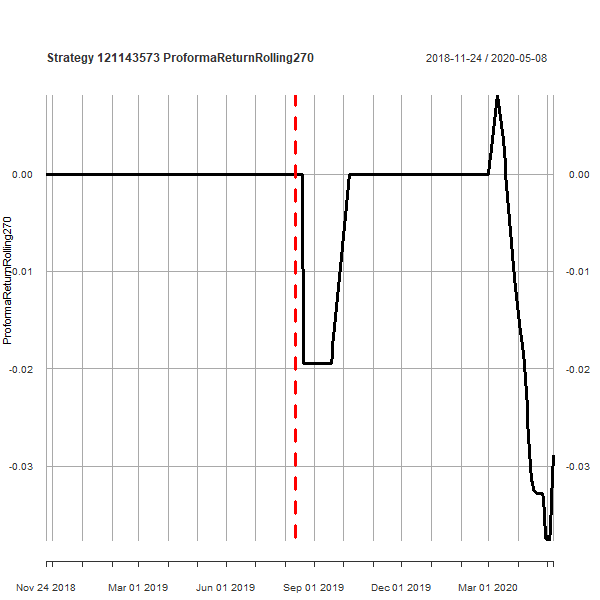 Strategy 121143573 ProformaReturnRolling270
2018-11-24 / 2020-05-08
ProformaReturnRolling270
0.00
0.00
-0.01
-0.01
-0.02
-0.02
-0.03
-0.03
Nov 24 2018
Mar 01 2019
Jun 01 2019
Sep 01 2019
Dec 01 2019
Mar 01 2020